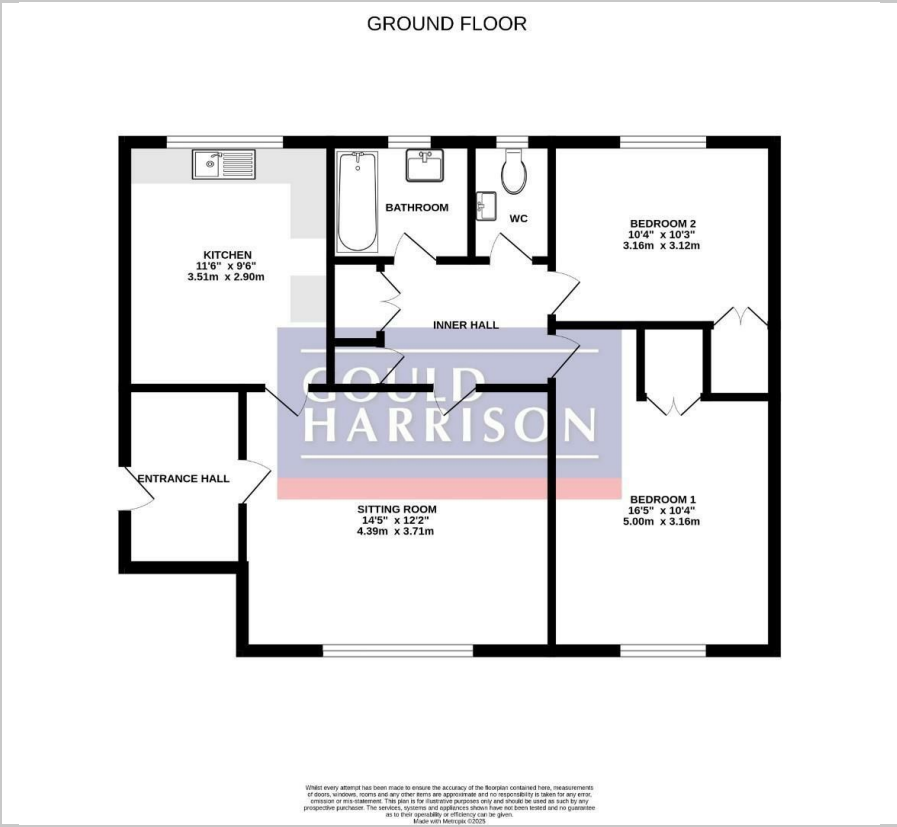 GROUND FLOOR
KITCHEN
11'6" x 9'6"
3.51m x 2.90m
BATHROOM
WC
BEDROOM 2
10'4" x 10'3"
3.16m x 3.12m
INNER HALL
GOULD
HARRISON
ENTRANCE HALL
SITTING ROOM
14'5" x 12'2"
4.39m x 3.71m
BEDROOM 1
16'5" x 10'4"
5.00m x 3.16m
Whilst every attempt has been made to ensure the accuracy of the floorplan contained here, measurements
of doors, windows, rooms and any other items are approximate and no responsibility is taken for any error,
omission or mis-statement. This plan is for illustrative purposes only and should be used as such by any
prospective purchaser. The services, systems and appliances shown have not been tested and no guarantee
as to their operability or efficiency can be given.
Made with Metropix ©2025